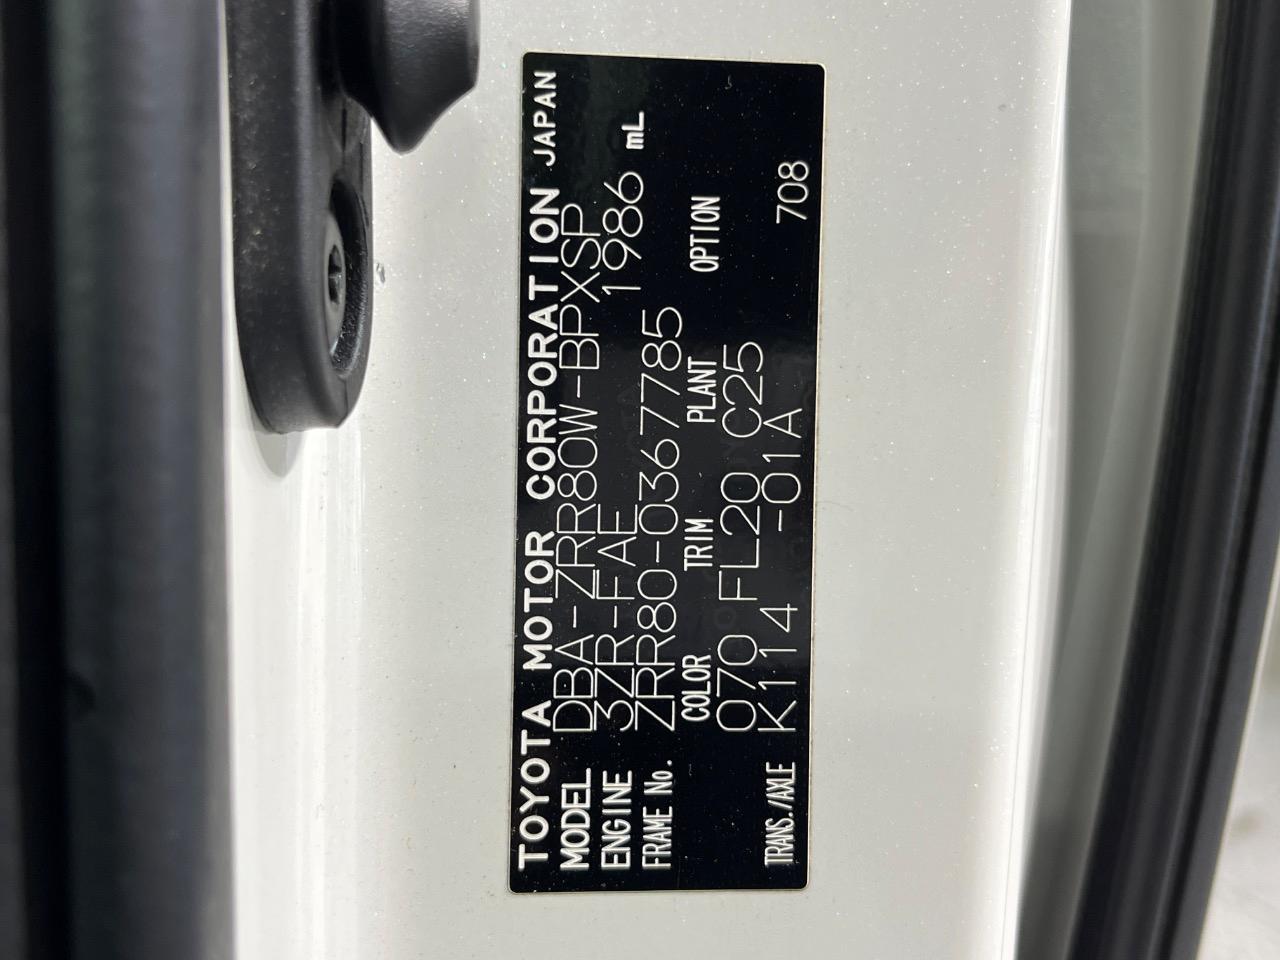 TOYOTA MOTOR CORPORATION JAPAN
MODEL DBA-ZRR80W-BPXSP
ENGINE 3ZR-FAE 1986 mL
FRAME No. ZRR80-0367785
COLOR TRIM PLANT OPTION
070 FL20 C25
TRANS./AXLE K114 -01A 708